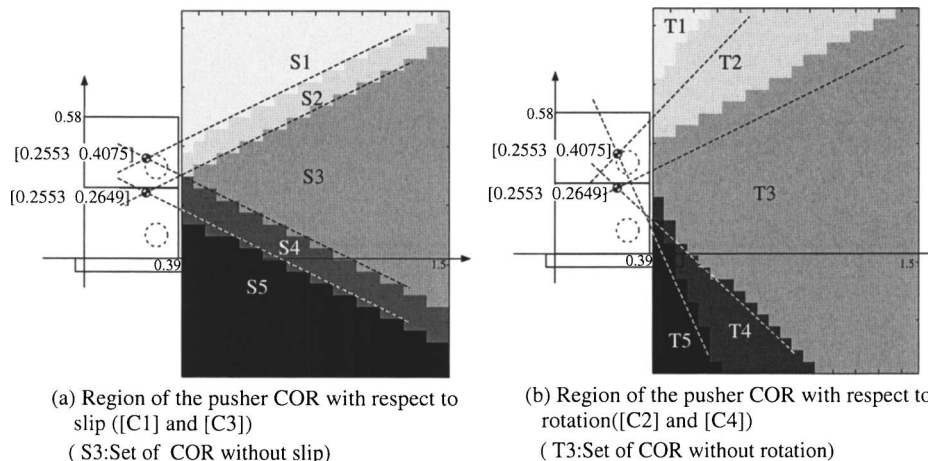 S1
S2
0.58
[0.2553 0.4075]
S3
[0.2553 0.2649]
S4
0.39
1.5
S5
(a) Region of the pusher COR with respect to
slip ([C1] and [C3])
( S3:Set of COR without slip)
T1
T2
0.58
[0.2553 0.4075]
[0.2553 0.2649]
T3
0.39
1.5
T4
T5
(b) Region of the pusher COR with respect to
rotation([C2] and [C4])
( T3:Set of COR without rotation)